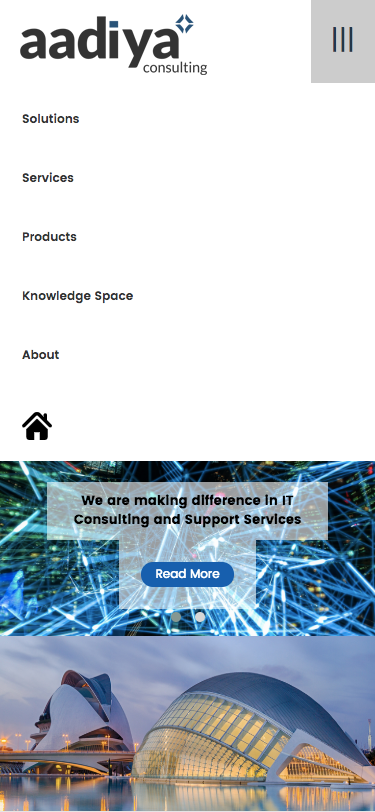 aadiya
consulting
Solutions
Services
Products
Knowledge Space
About
We are making difference in IT
Consulting and Support Services
Read More